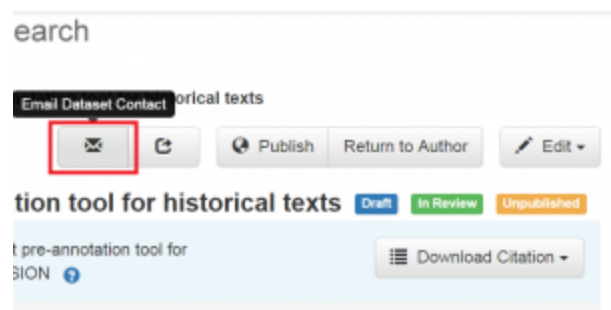 earch
orical texts
Email Dataset Contact
Publish Return to Author Edit
tion tool for historical texts Draft In Review Unpublished
t pre-annotation tool for
SION
Download Citation